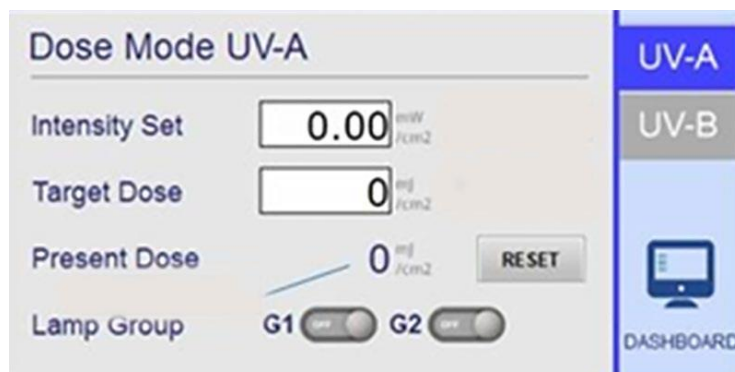 Dose Mode UV-A
UV-A
Intensity Set 0.00 mW /cm2
UV-B
Target Dose 0 mJ /cm2
Present Dose 0 mJ /cm2 RESET
Lamp Group G1 OFF G2 OFF
DASHBOARD